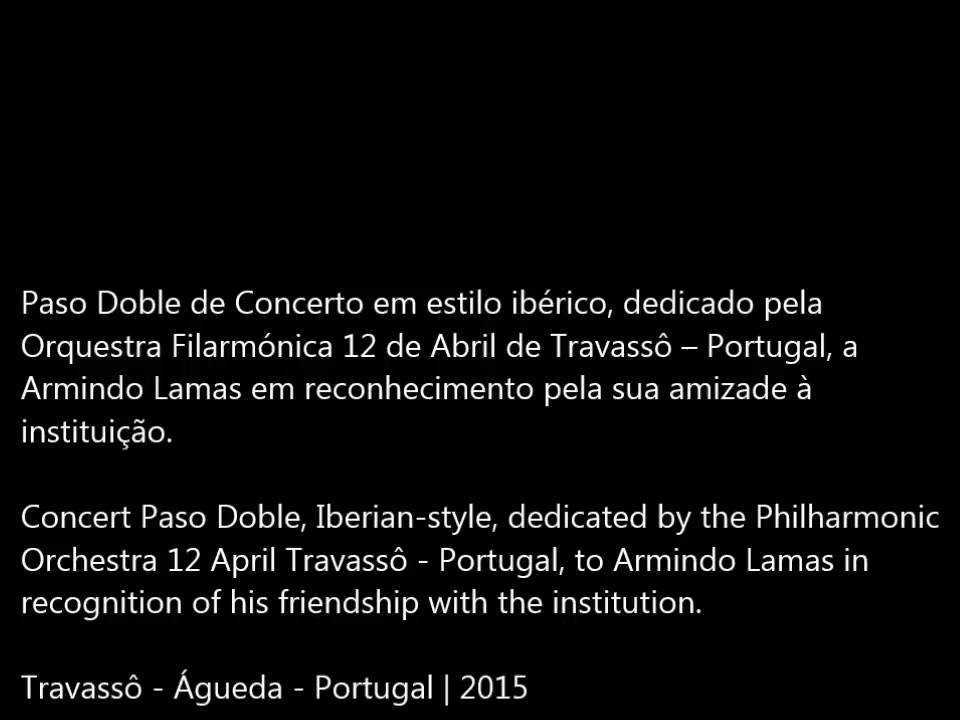 Paso Doble de Concerto em estilo ibérico, dedicado pela
Orquestra Filarmónica 12 de Abril de Travassô – Portugal, a
Armindo Lamas em reconhecimento pela sua amizade à
instituição.
Concert Paso Doble, Iberian-style, dedicated by the Philharmonic
Orchestra 12 April Travassô - Portugal, to Armindo Lamas in
recognition of his friendship with the institution.
Travassô - Águeda - Portugal | 2015